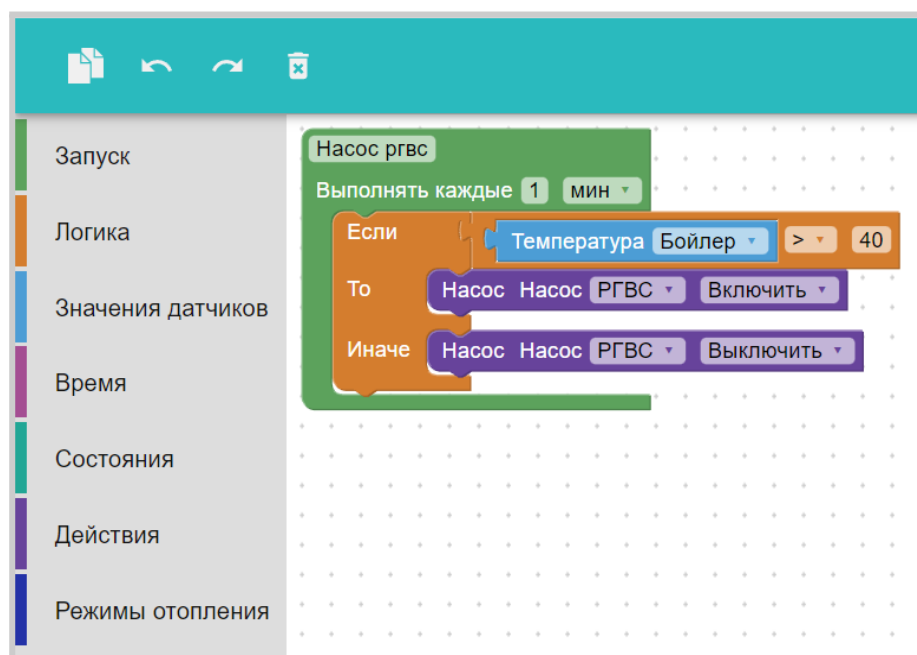 Запуск
Логика
Значения датчиков
Время
Состояния
Действия
Режимы отопления
Насос ргвс
Выполнять каждые 1 мин
Если Температура Бойлер > 40
То Насос Насос РГВС Включить
Иначе Насос Насос РГВС Выключить